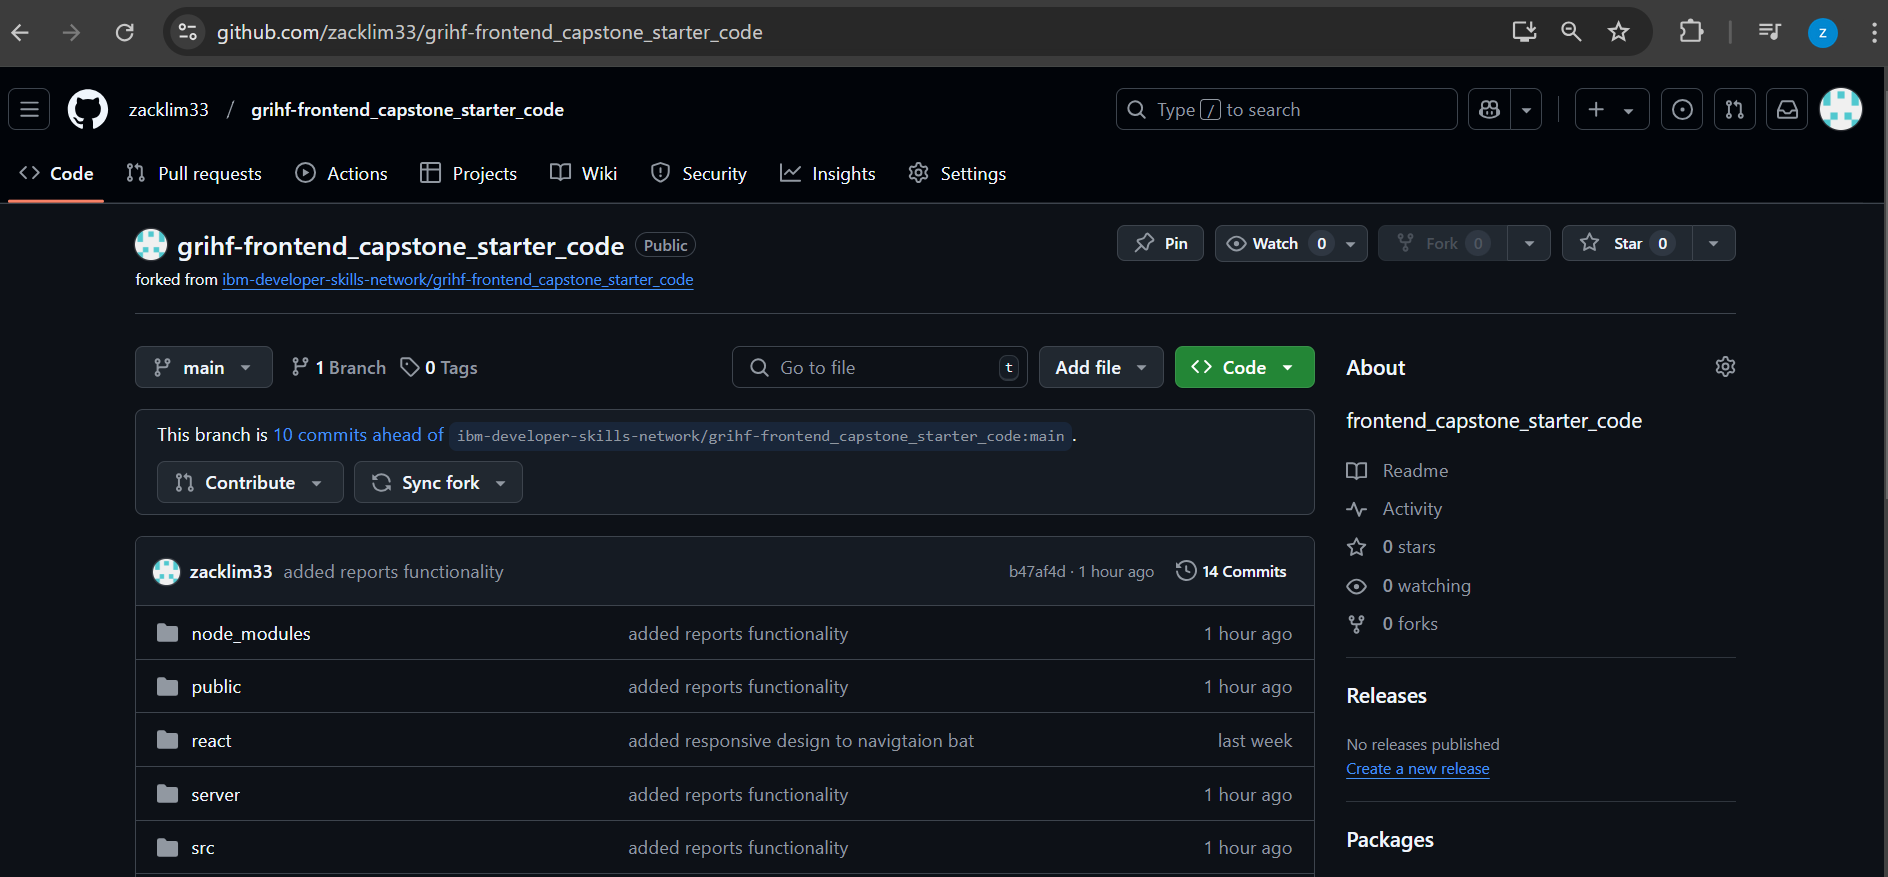 github.com/zacklim33/grihf-frontend_capstone_starter_code
z
zacklim33 / grihf-frontend_capstone_starter_code
Type / to search
Code
Pull requests
Actions
Projects
Wiki
Security
Insights
Settings
grihf-frontend_capstone_starter_code Public
Pin
Watch 0
Fork 0
Star 0
forked from ibm-developer-skills-network/grihf-frontend_capstone_starter_code
main
1 Branch
0 Tags
Go to file t
Add file
Code
This branch is 10 commits ahead of ibm-developer-skills-network/grihf-frontend_capstone_starter_code:main .
Contribute
Sync fork
zacklim33 added reports functionality b47af4d · 1 hour ago 14 Commits
node_modules added reports functionality 1 hour ago
public added reports functionality 1 hour ago
react added responsive design to navigtaion bat last week
server added reports functionality 1 hour ago
src added reports functionality 1 hour ago
About
frontend_capstone_starter_code
Readme
Activity
0 stars
0 watching
0 forks
Releases
No releases published
Create a new release
Packages